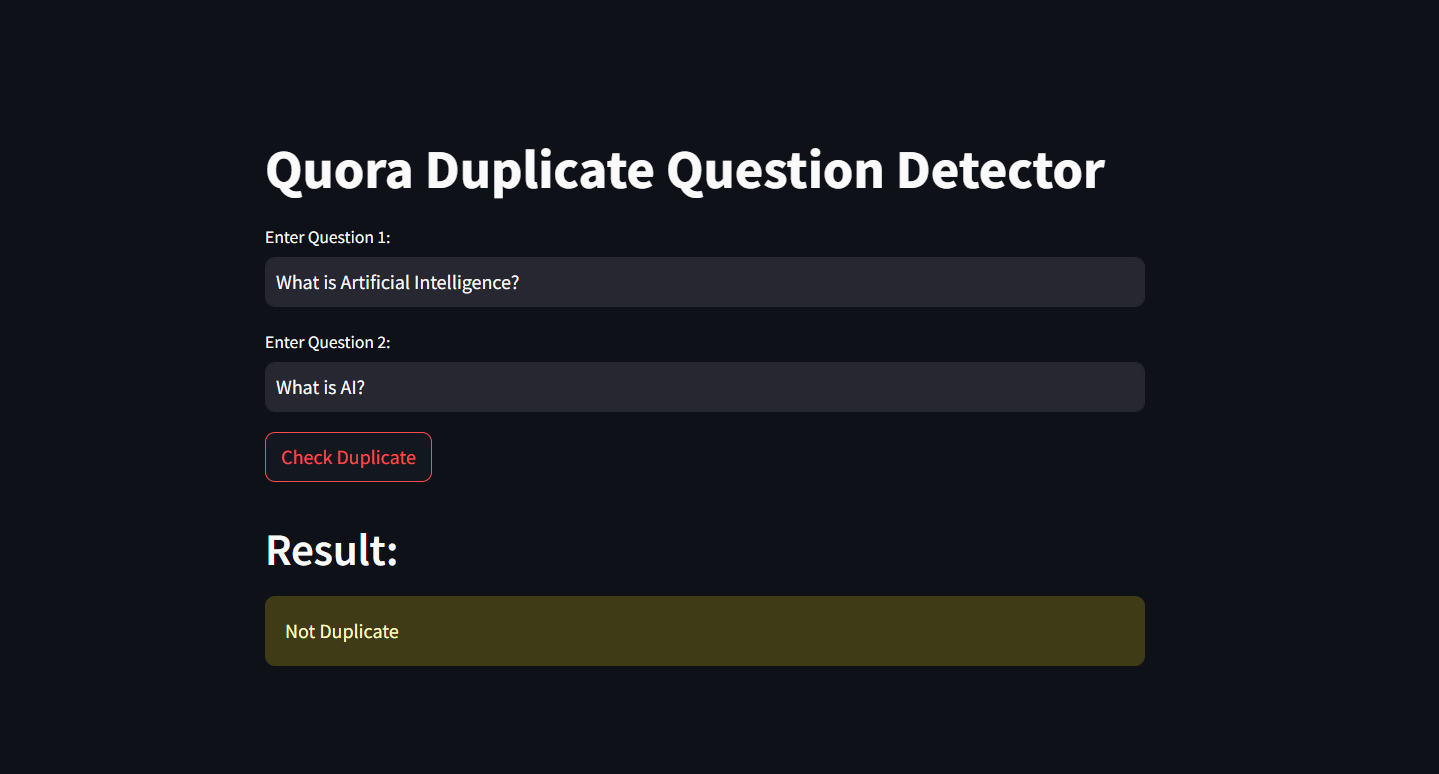 Quora Duplicate Question Detector
Enter Question 1:
What is Artificial Intelligence?
Enter Question 2:
What is AI?
Check Duplicate
Result:
Not Duplicate